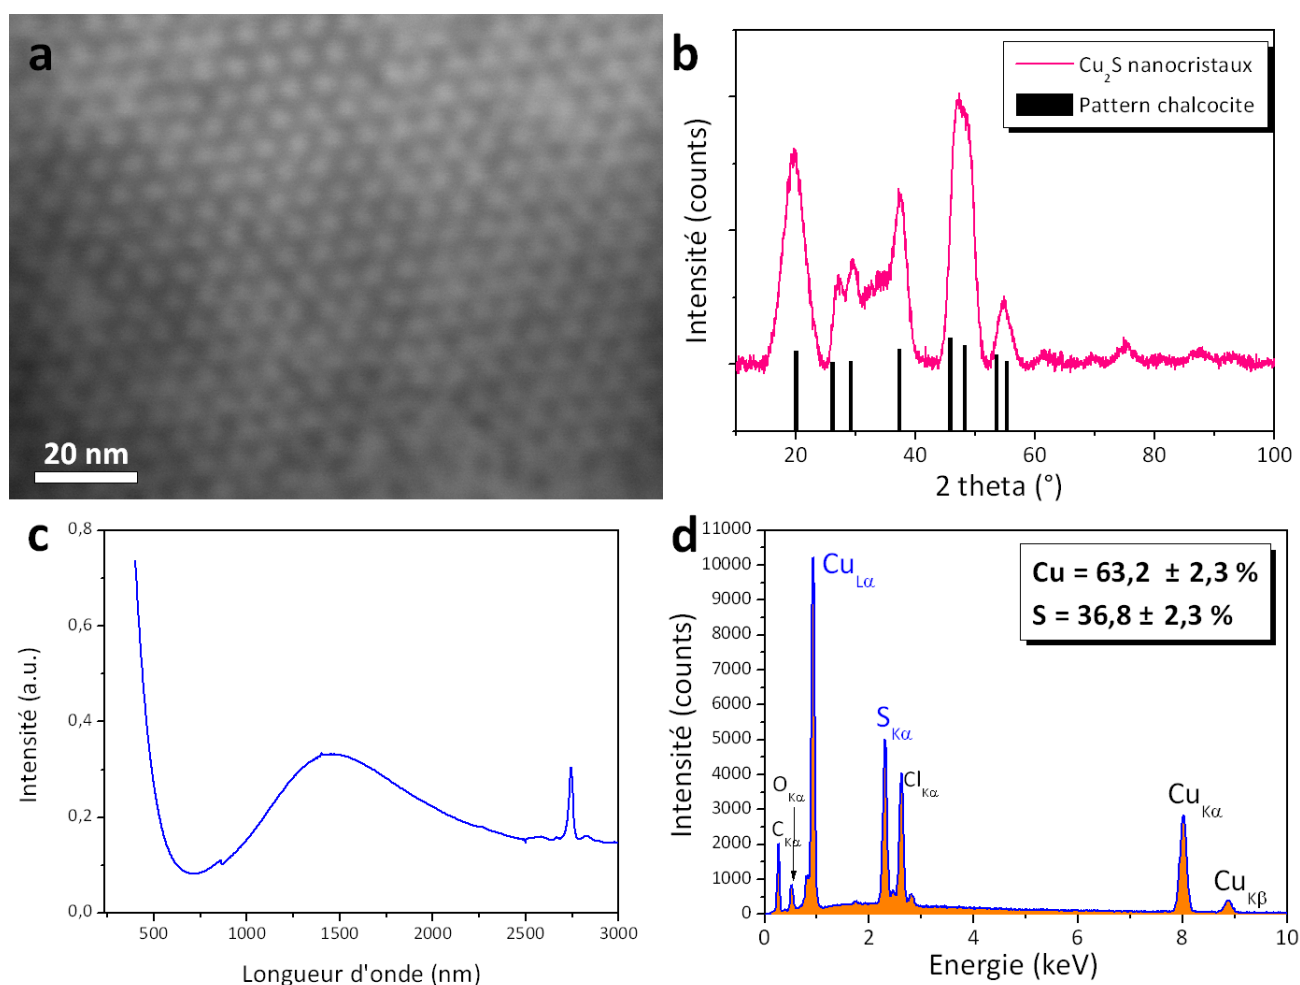 a
20 nm
b
Cu2S nanocristaux
Pattern chalcocite
Intensité (counts)
20 40 60 80 100
2 theta (°)
c
0,8
0,6
0,4
0,2
0,0
Intensité (a.u.)
500 1000 1500 2000 2500 3000
Longueur d'onde (nm)
d
11000
10000
9000
8000
7000
6000
5000
4000
3000
2000
1000
0
Intensité (counts)
Cu = 63,2 ± 2,3 %
S = 36,8 ± 2,3 %
CuLα
SKα
ClKα
OKα
CKα
CuKα
CuKβ
0 2 4 6 8 10
Energie (keV)